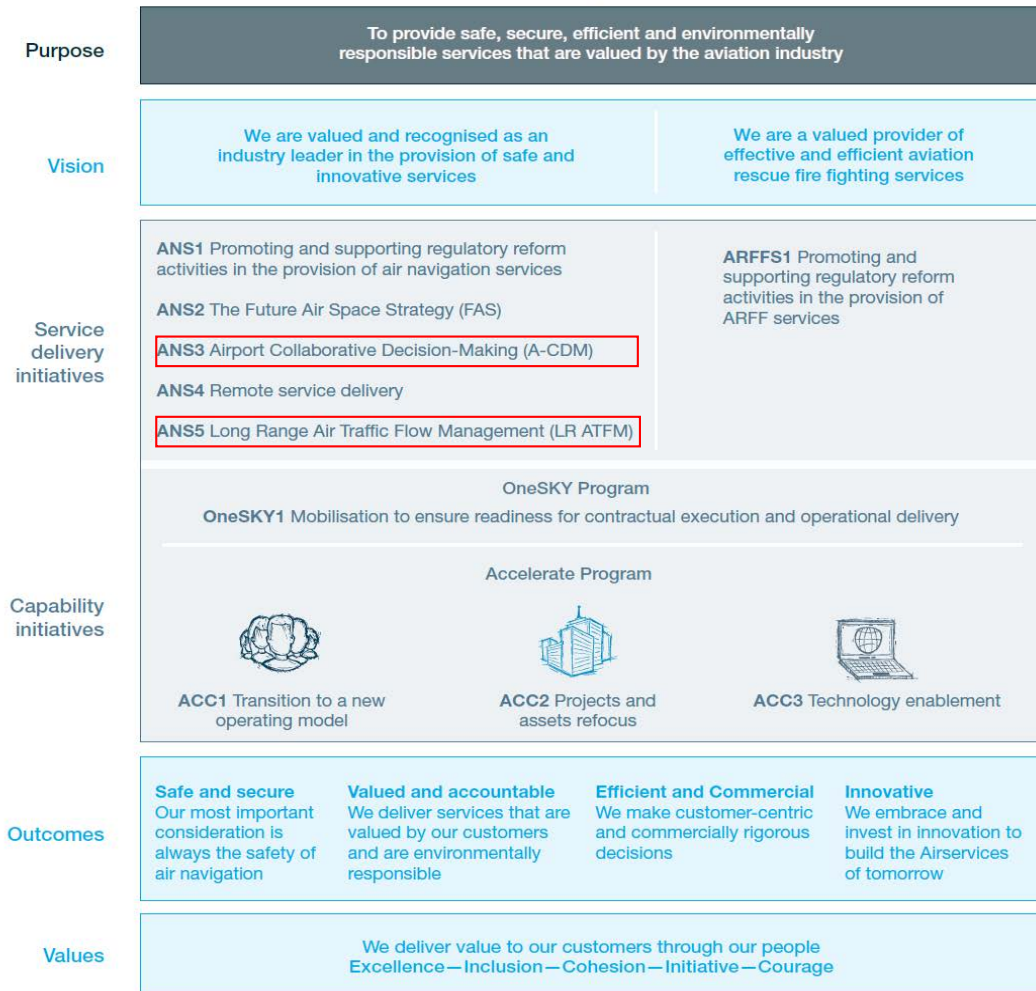 Purpose
To provide safe, secure, efficient and environmentally
responsible services that are valued by the aviation industry
Vision
We are valued and recognised as an
industry leader in the provision of safe and
innovative services
We are a valued provider of
effective and efficient aviation
rescue fire fighting services
Service
delivery
initiatives
ANS1 Promoting and supporting regulatory reform
activities in the provision of air navigation services
ANS2 The Future Air Space Strategy (FAS)
ANS3 Airport Collaborative Decision-Making (A-CDM)
ANS4 Remote service delivery
ANS5 Long Range Air Traffic Flow Management (LR ATFM)
ARFFS1 Promoting and
supporting regulatory reform
activities in the provision of
ARFF services
Capability
initiatives
OneSKY Program
OneSKY1 Mobilisation to ensure readiness for contractual execution and operational delivery
Accelerate Program
ACC1 Transition to a new
operating model
ACC2 Projects and
assets refocus
ACC3 Technology enablement
Outcomes
Safe and secure
Our most important
consideration is
always the safety of
air navigation
Valued and accountable
We deliver services that are
valued by our customers
and are environmentally
responsible
Efficient and Commercial
We make customer-centric
and commercially rigorous
decisions
Innovative
We embrace and
invest in innovation to
build the Airservices
of tomorrow
Values
We deliver value to our customers through our people
Excellence—Inclusion—Cohesion—Initiative—Courage